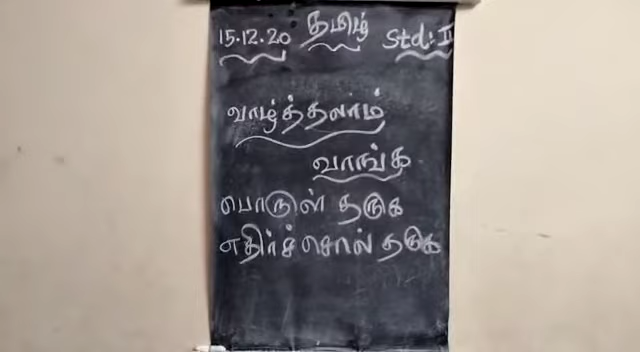 15.12.20 தமிழ் Std: II
வாழ்த்தலாம்
வாங்க
பொருள் தருக
எதிர்ச்சொல் தருக